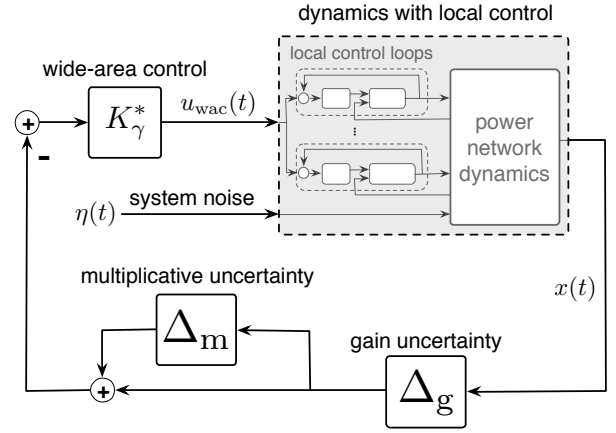 dynamics with local control
local control loops
wide-area control
K*γ
u_wac(t)
+
-
...
power
network
dynamics
η(t)
system noise
x(t)
multiplicative uncertainty
Δm
gain uncertainty
+
Δg